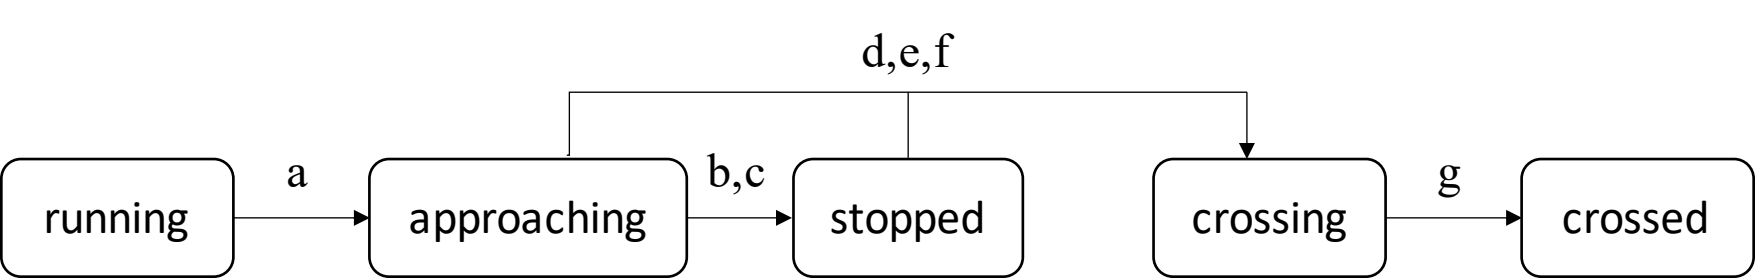 d,e,f
a
b,c
g
running
approaching
stopped
crossing
crossed